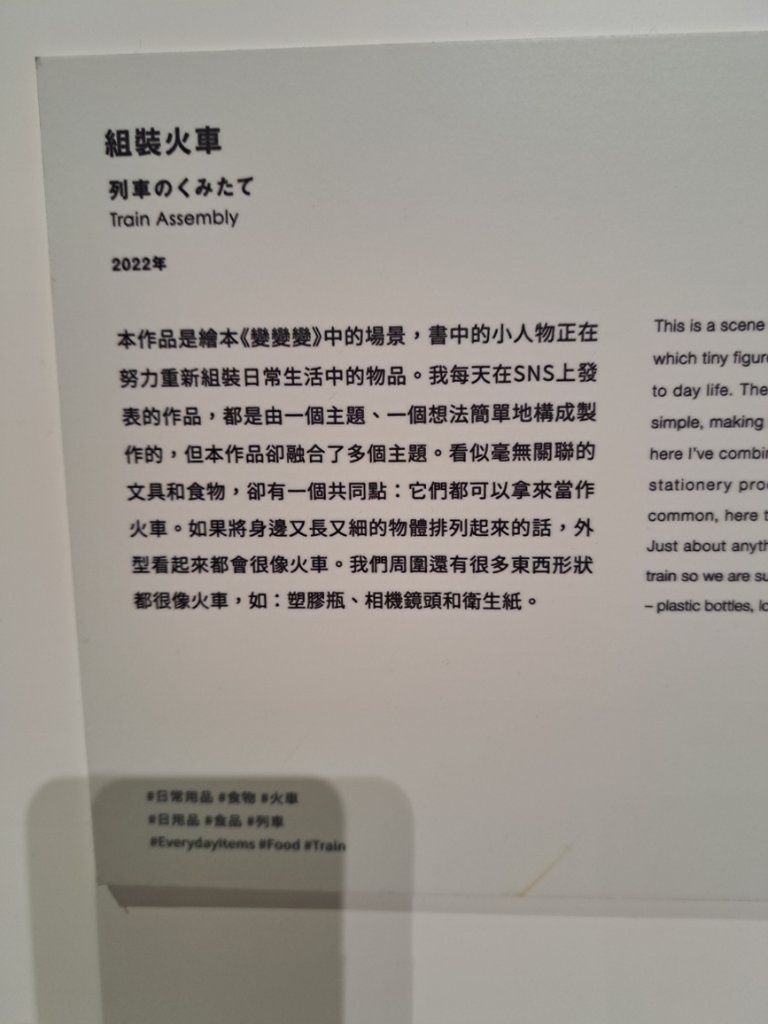 組裝火車
列車のくみたて
Train Assembly
2022年
本作品是繪本《變變變》中的場景，書中的小人物正在
努力重新組裝日常生活中的物品。我每天在SNS上發
表的作品，都是由一個主題、一個想法簡單地構成製
作的，但本作品卻融合了多個主題。看似毫無關聯的
文具和食物，卻有一個共同點：它們都可以拿來當作
火車。如果將身邊又長又細的物體排列起來的話，外
型看起來都會很像火車。我們周圍還有很多東西形狀
都很像火車，如：塑膠瓶、相機鏡頭和衛生紙。
This is a scene
which tiny figur
to day life. The
simple, making
here I've combi
stationery pro
common, here t
Just about anyth
train so we are su
– plastic bottles, lo
#日常用品 #食物 #火車
#日用品 #食品 #列車
#EverydayItems #Food #Train